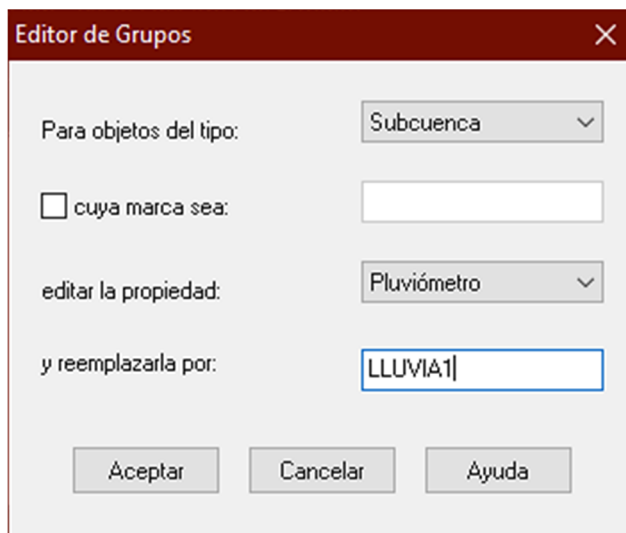 Editor de Grupos
Para objetos del tipo: Subcuenca
cuya marca sea:
editar la propiedad: Pluviómetro
y reemplazarla por: LLUVIA1
Aceptar Cancelar Ayuda